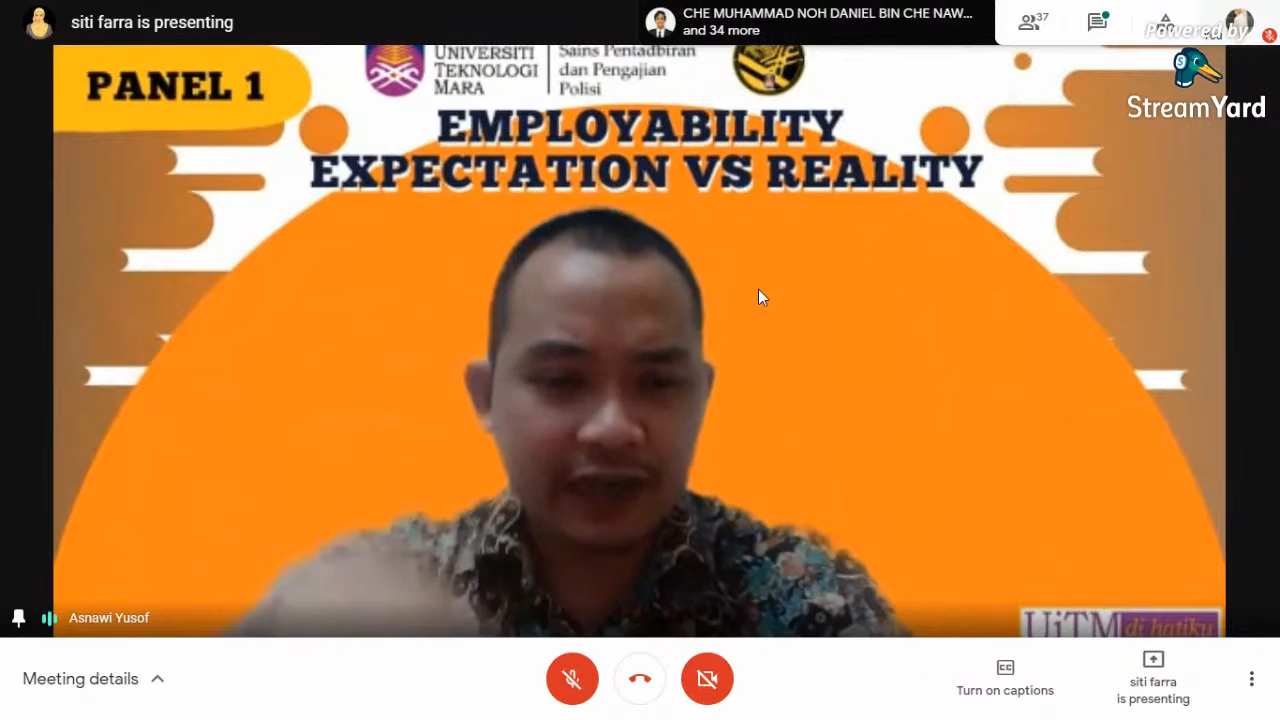 siti farra is presenting
CHE MUHAMMAD NOH DANIEL BIN CHE NAW...
and 34 more
37
Powered by
StreamYard
PANEL 1
UNIVERSITI
TEKNOLOGI
MARA
Sains Pentadbiran
dan Pengajian
Polisi
EMPLOYABILITY
EXPECTATION VS REALITY
Asnawi Yusof
UiTM di hatiku
Meeting details
CC
Turn on captions
siti farra
is presenting